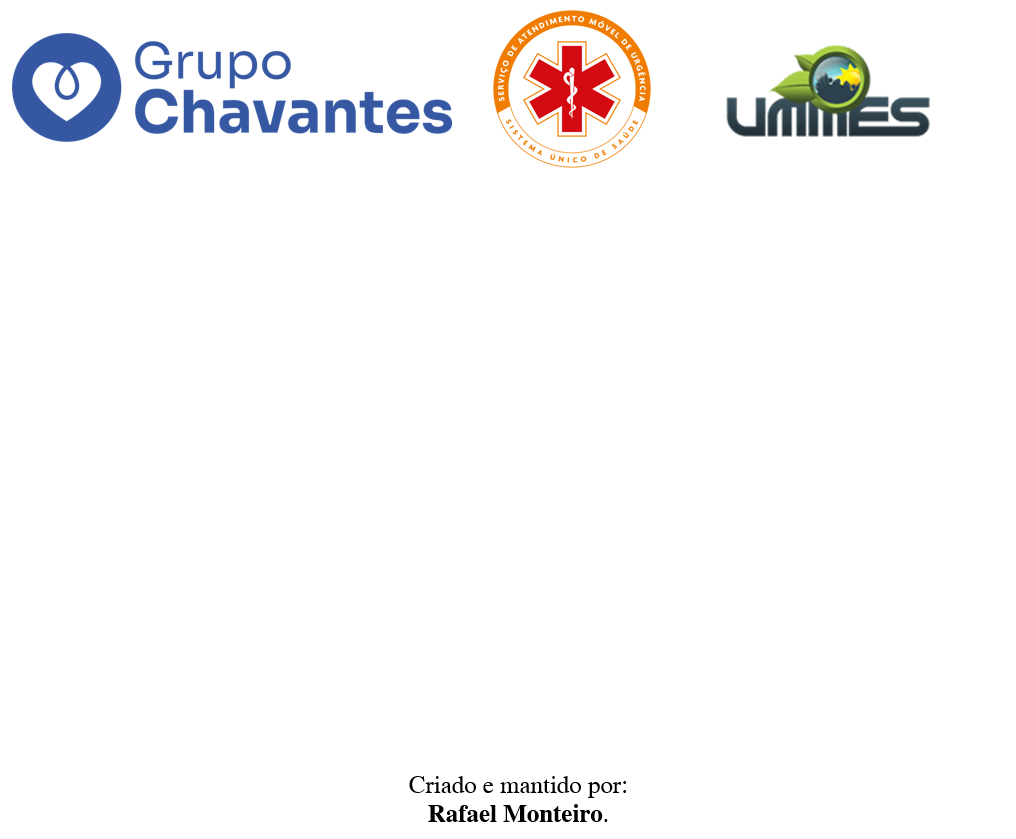 Grupo
Chavantes
SERVIÇO DE ATENDIMENTO MÓVEL DE URGÊNCIA
SISTEMA ÚNICO DE SAÚDE
UMMES
Criado e mantido por:
Rafael Monteiro.